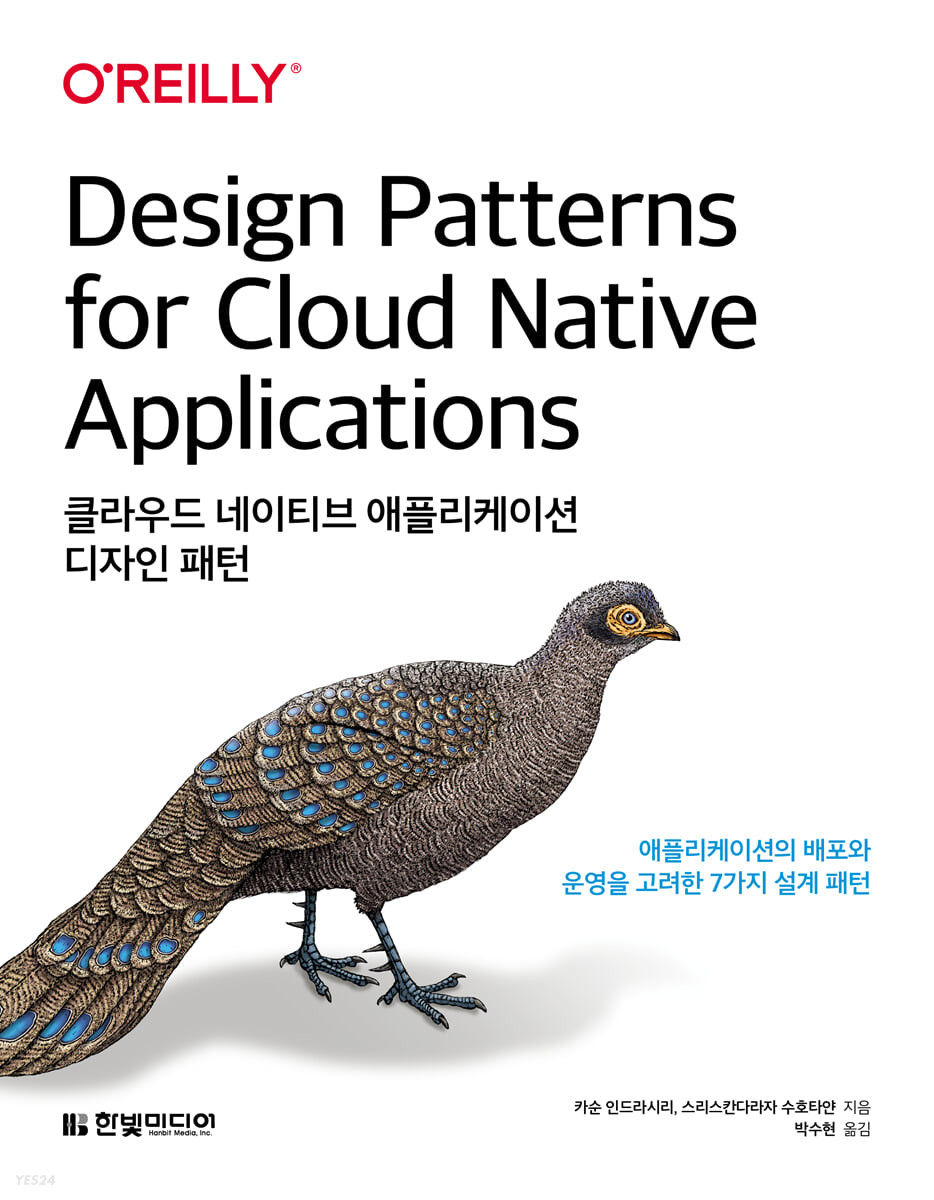 O'REILLY®
Design Patterns
for Cloud Native
Applications
클라우드 네이티브 애플리케이션
디자인 패턴
애플리케이션의 배포와
운영을 고려한 7가지 설계 패턴
카순 인드라시리, 스리스칸다라자 수호타얀 지음
박수현 옮김
한빛미디어
Hanbit Media, Inc.
YES24